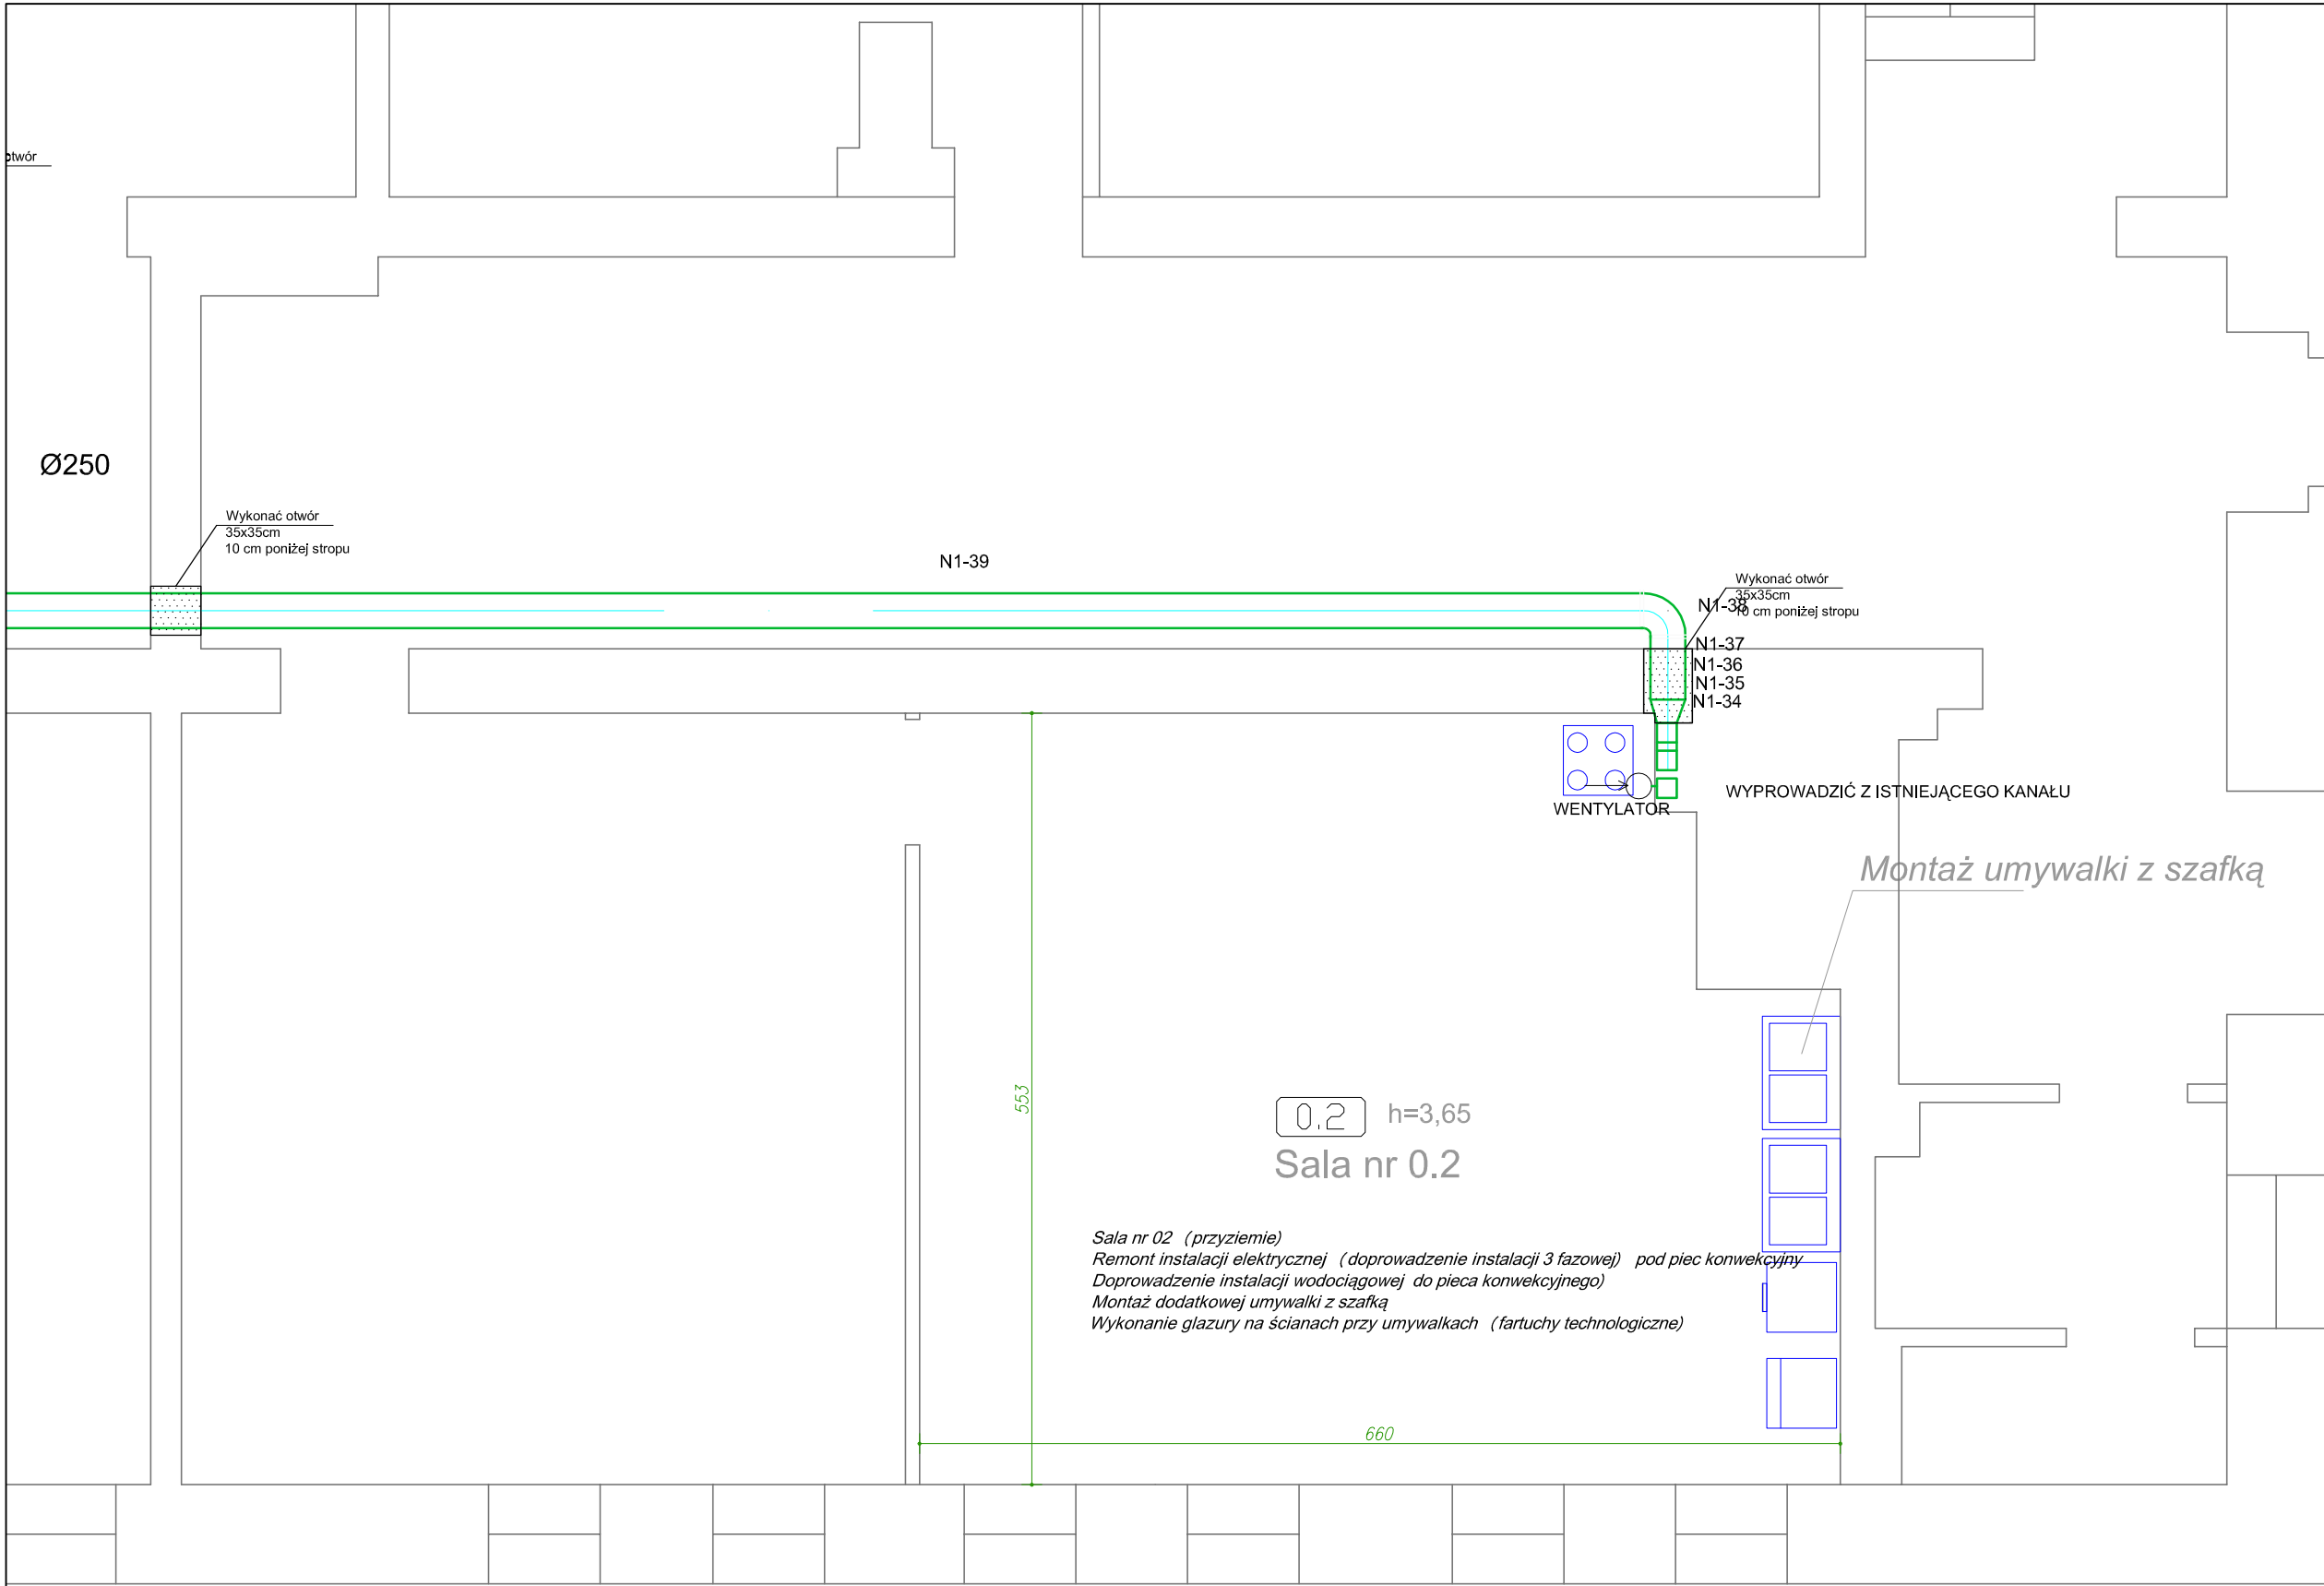 otwór
Ø250
Wykonać otwór
35x35cm
10 cm poniżej stropu
N1-39
Wykonać otwór
35x35cm
10 cm poniżej stropu
N1-38
N1-37
N1-36
N1-35
N1-34
WENTYLATOR
WYPROWADZIĆ Z ISTNIEJĄCEGO KANAŁU
Montaż umywalki z szafką
553
0.2
h=3,65
Sala nr 0.2
Sala nr 02 (przyziemie)
Remont instalacji elektrycznej (doprowadzenie instalacji 3 fazowej) pod piec konwekcyjny
Doprowadzenie instalacji wodociągowej do pieca konwekcyjnego)
Montaż dodatkowej umywalki z szafką
Wykonanie glazury na ścianach przy umywalkach (fartuchy technologiczne)
660